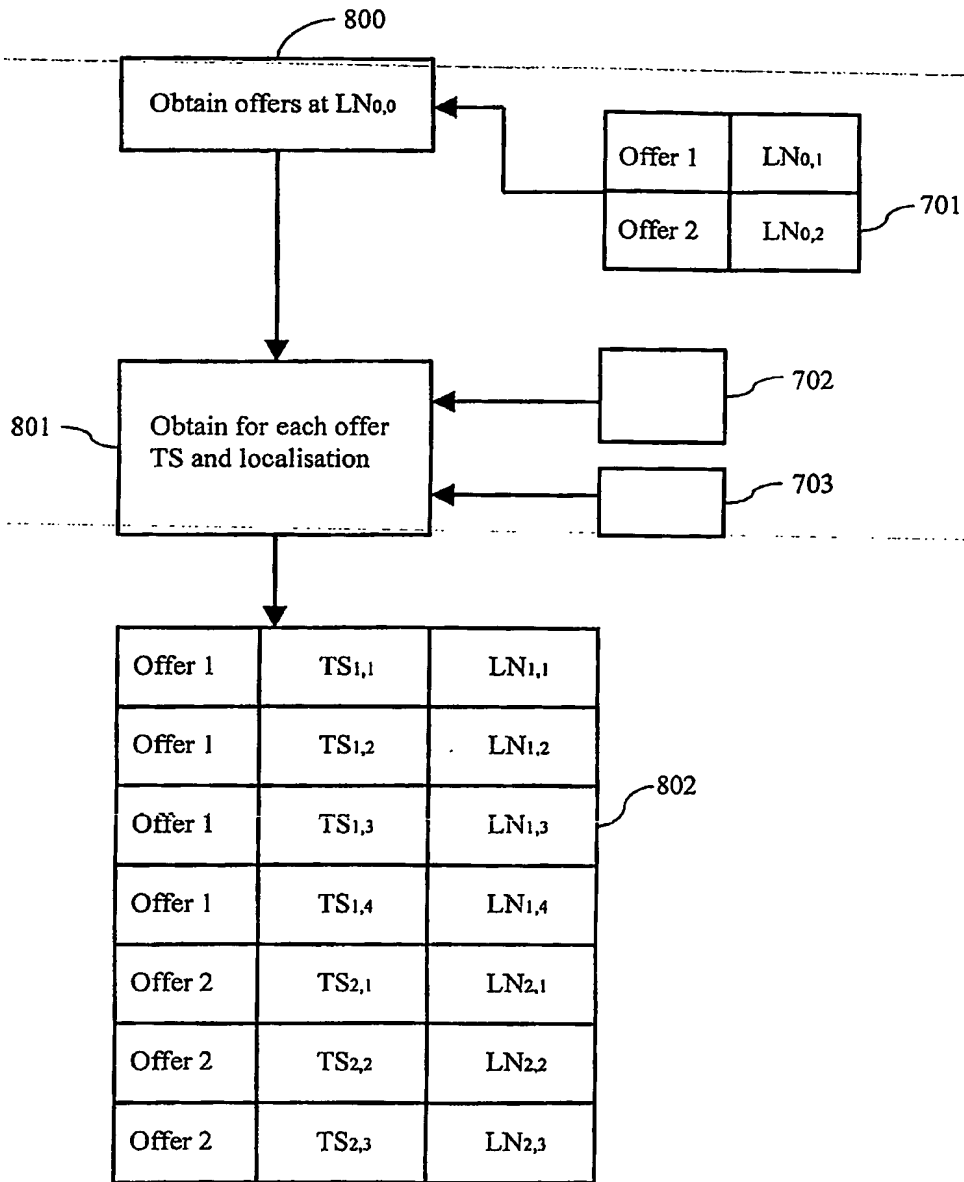 800
Obtain offers at LN0,0
Offer 1 LN0,1
701
Offer 2 LN0,2
702
801
Obtain for each offer
TS and localisation
703
Offer 1 TS1,1 LN1,1
Offer 1 TS1,2 LN1,2
802
Offer 1 TS1,3 LN1,3
Offer 1 TS1,4 LN1,4
Offer 2 TS2,1 LN2,1
Offer 2 TS2,2 LN2,2
Offer 2 TS2,3 LN2,3